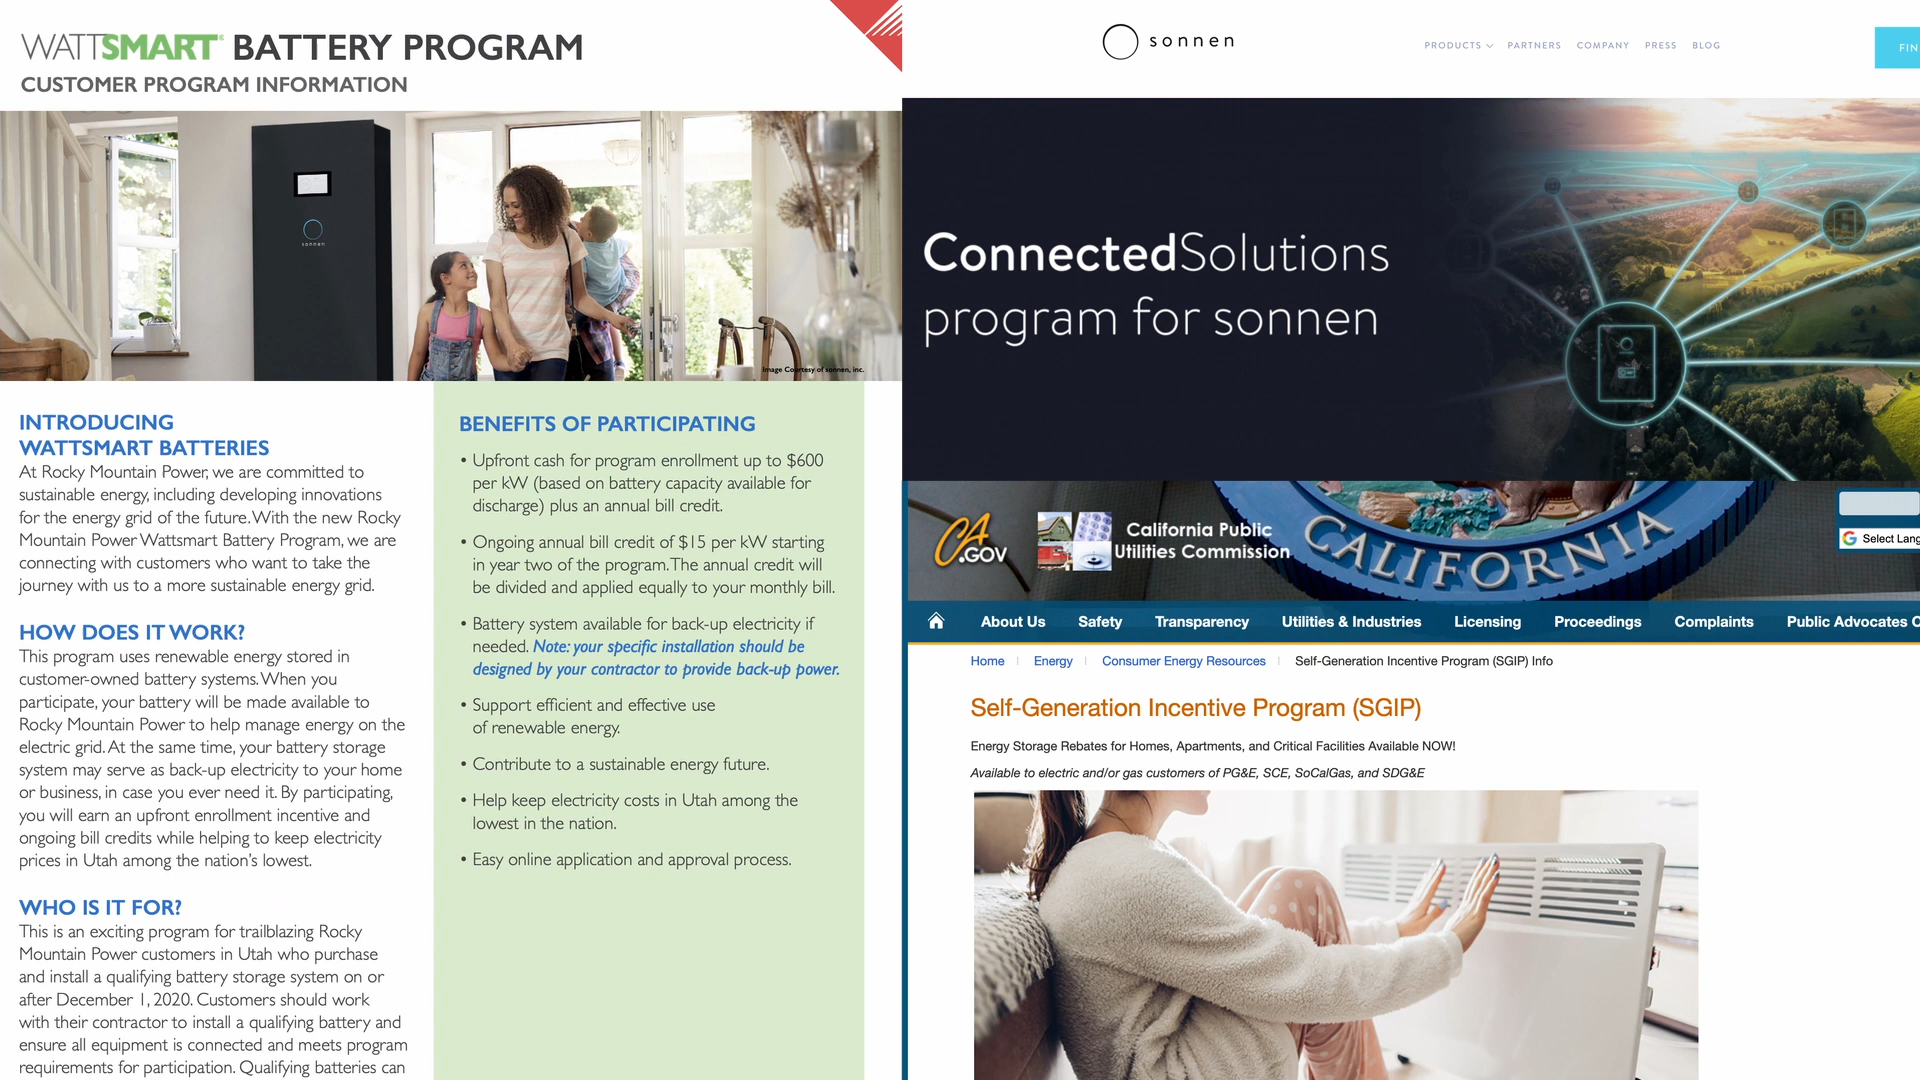 WATTSMART® BATTERY PROGRAM
CUSTOMER PROGRAM INFORMATION
sonnen
Image Courtesy of sonnen, inc.
INTRODUCING
WATTSMART BATTERIES
At Rocky Mountain Power, we are committed to
sustainable energy, including developing innovations
for the energy grid of the future. With the new Rocky
Mountain Power Wattsmart Battery Program, we are
connecting with customers who want to take the
journey with us to a more sustainable energy grid.
HOW DOES IT WORK?
This program uses renewable energy stored in
customer-owned battery systems. When you
participate, your battery will be made available to
Rocky Mountain Power to help manage energy on the
electric grid. At the same time, your battery storage
system may serve as back-up electricity to your home
or business, in case you ever need it. By participating,
you will earn an upfront enrollment incentive and
ongoing bill credits while helping to keep electricity
prices in Utah among the nation's lowest.
WHO IS IT FOR?
This is an exciting program for trailblazing Rocky
Mountain Power customers in Utah who purchase
and install a qualifying battery storage system on or
after December 1, 2020. Customers should work
with their contractor to install a qualifying battery and
ensure all equipment is connected and meets program
requirements for participation. Qualifying batteries can
BENEFITS OF PARTICIPATING
• Upfront cash for program enrollment up to $600
per kW (based on battery capacity available for
discharge) plus an annual bill credit.
• Ongoing annual bill credit of $15 per kW starting
in year two of the program. The annual credit will
be divided and applied equally to your monthly bill.
• Battery system available for back-up electricity if
needed. Note: your specific installation should be
designed by your contractor to provide back-up power.
• Support efficient and effective use
of renewable energy.
• Contribute to a sustainable energy future.
• Help keep electricity costs in Utah among the
lowest in the nation.
• Easy online application and approval process.
sonnen
PRODUCTS PARTNERS COMPANY PRESS BLOG
FIN
ConnectedSolutions
program for sonnen
CA.GOV
California Public
Utilities Commission
CALIFORNIA
Select Lang
About Us Safety Transparency Utilities & Industries Licensing Proceedings Complaints Public Advocates O
Home | Energy | Consumer Energy Resources | Self-Generation Incentive Program (SGIP) Info
Self-Generation Incentive Program (SGIP)
Energy Storage Rebates for Homes, Apartments, and Critical Facilities Available NOW!
Available to electric and/or gas customers of PG&E, SCE, SoCalGas, and SDG&E